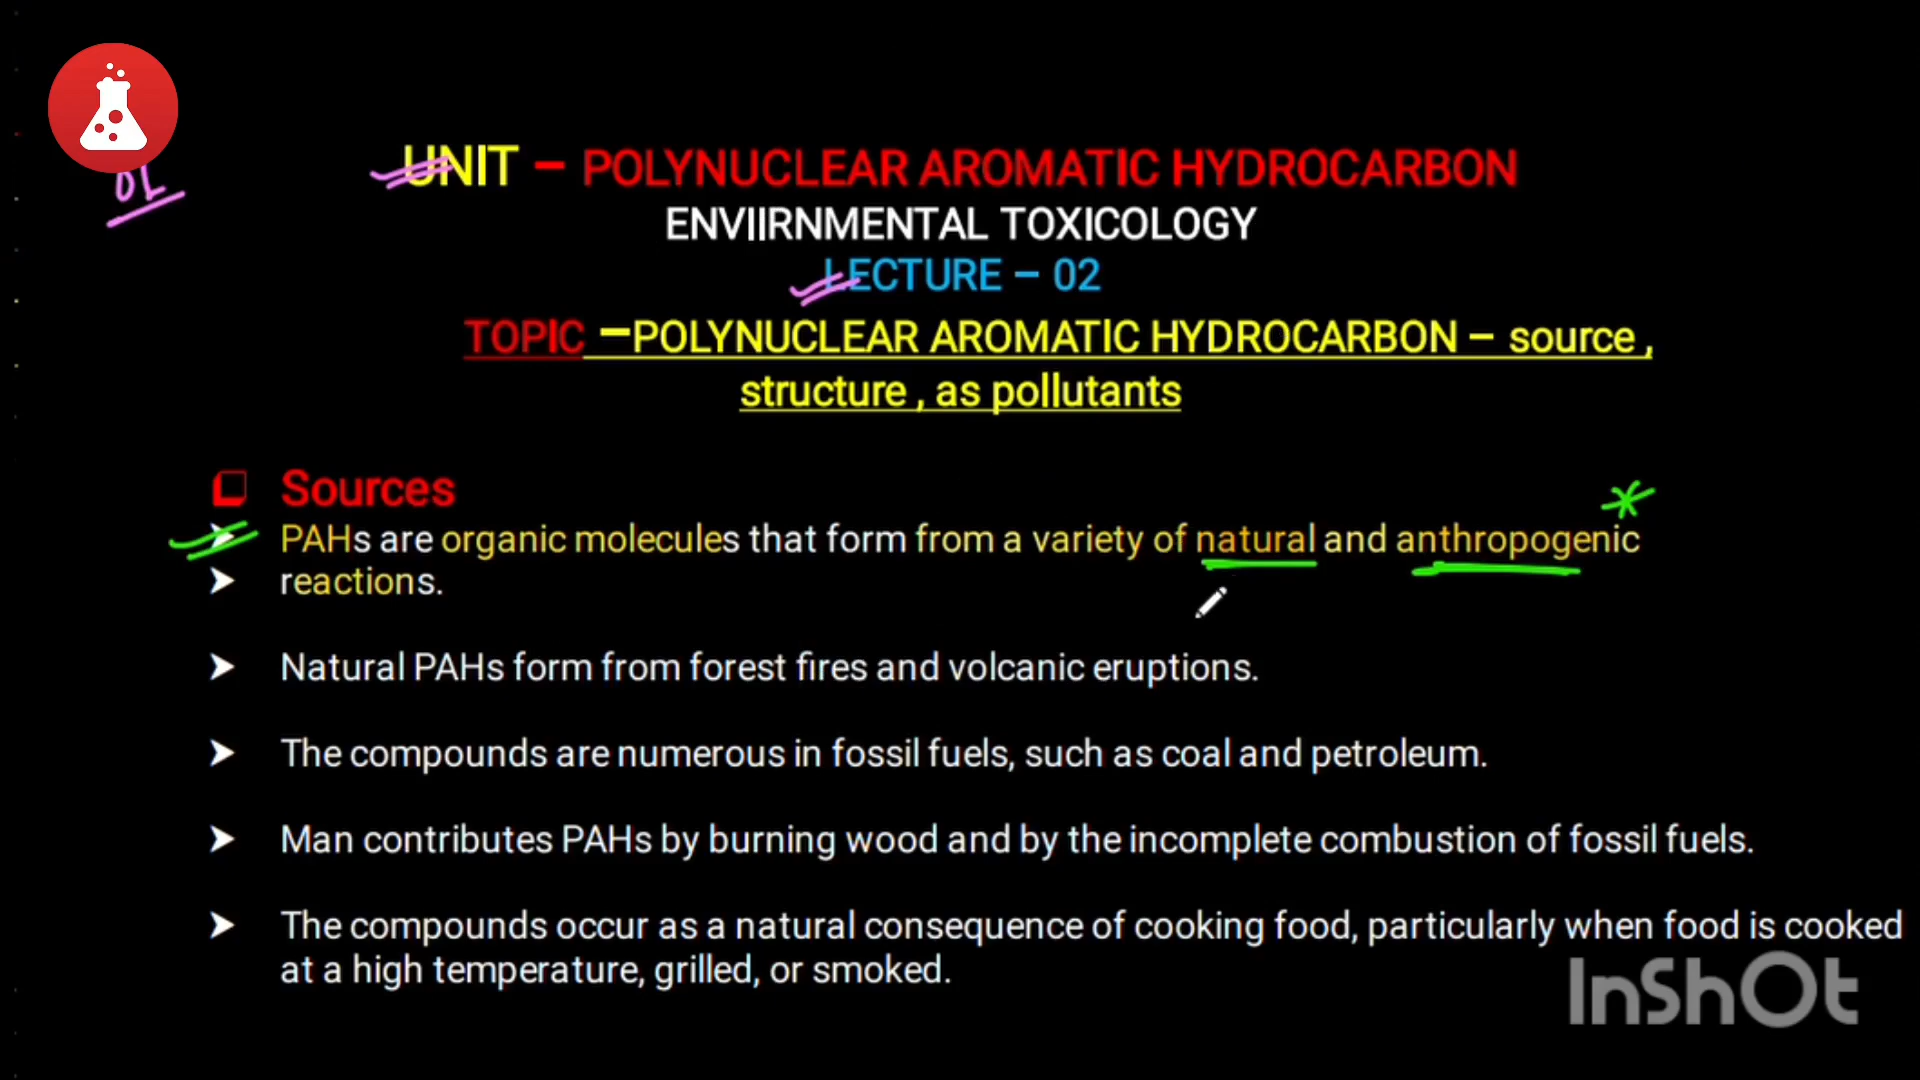 UNIT – POLYNUCLEAR AROMATIC HYDROCARBON
01
ENVIIRNMENTAL TOXICOLOGY
LECTURE – 02
TOPIC –POLYNUCLEAR AROMATIC HYDROCARBON – source ,
structure , as pollutants
Sources
PAHs are organic molecules that form from a variety of natural and anthropogenic
reactions.
Natural PAHs form from forest fires and volcanic eruptions.
The compounds are numerous in fossil fuels, such as coal and petroleum.
Man contributes PAHs by burning wood and by the incomplete combustion of fossil fuels.
The compounds occur as a natural consequence of cooking food, particularly when food is cooked
at a high temperature, grilled, or smoked.
InShOt